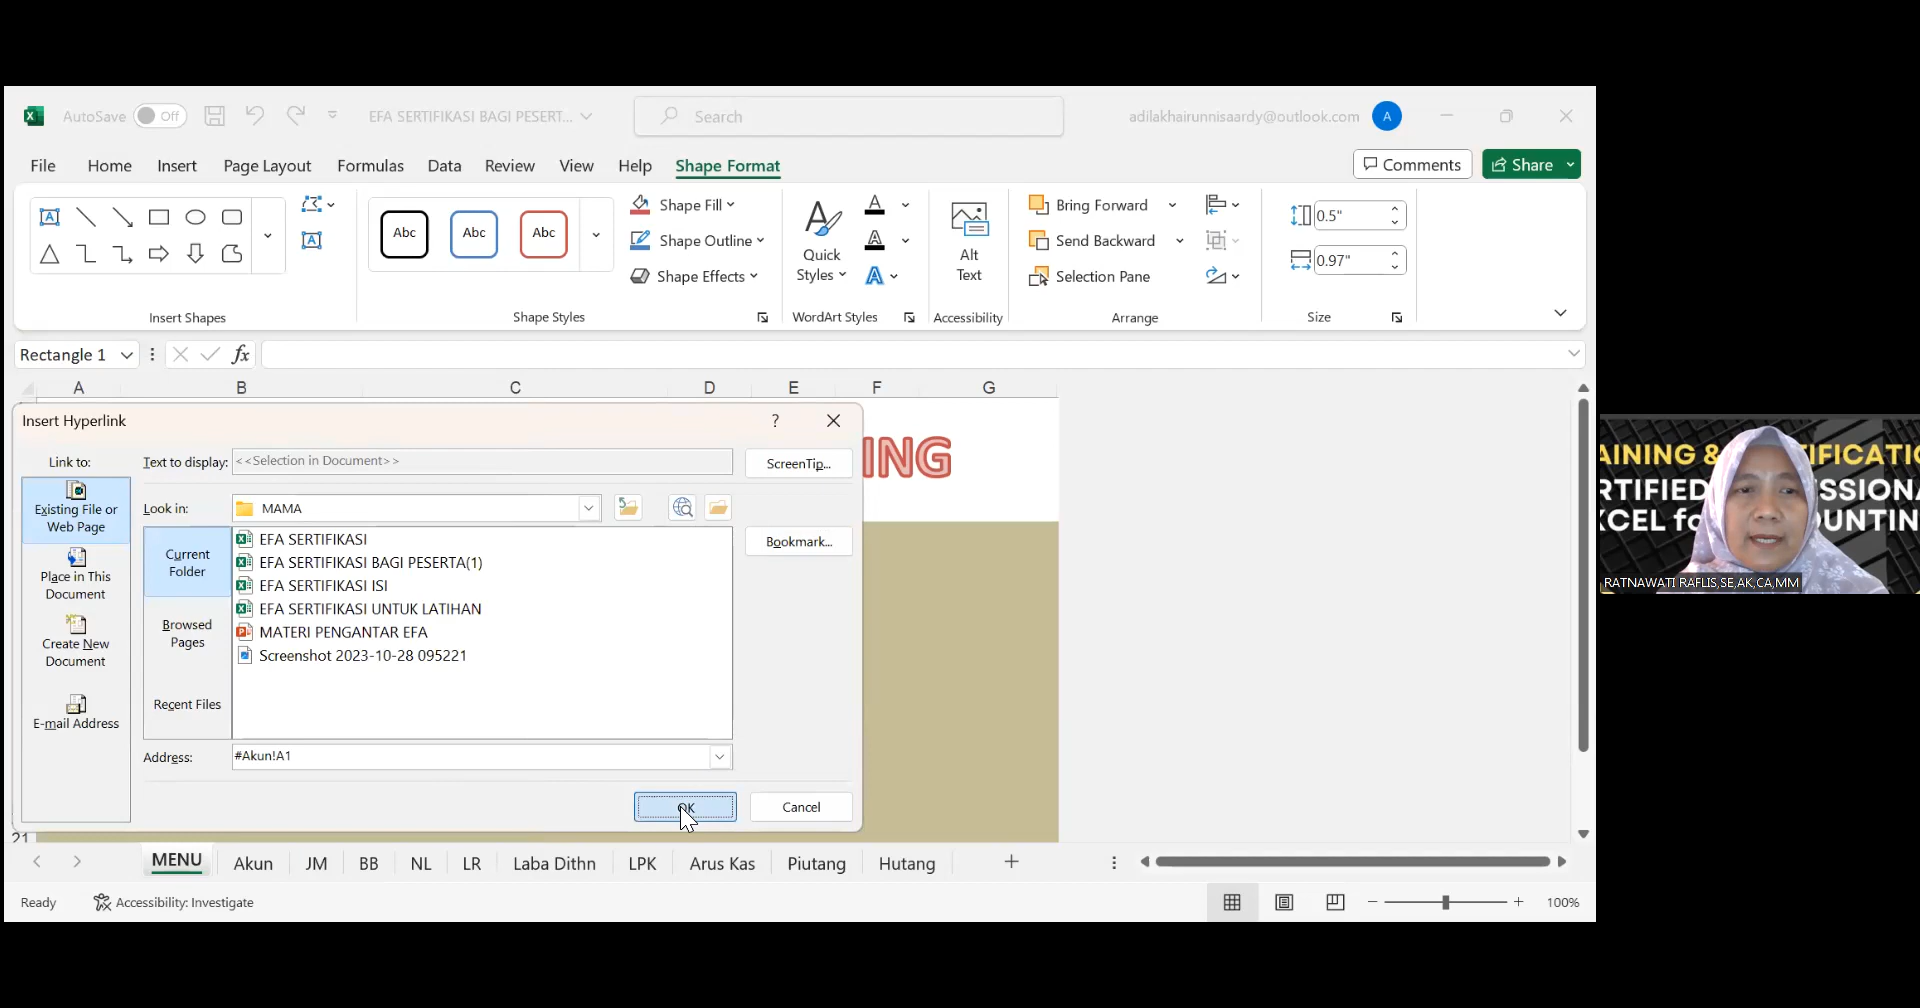 AutoSave Off EFA SERTIFIKASI BAGI PESERT... Search adilakhairunnisaardy@outlook.com A
File Home Insert Page Layout Formulas Data Review View Help Shape Format Comments Share
Abc Abc Abc
Shape Fill
Shape Outline
Shape Effects
Quick Styles
Alt Text
Bring Forward
Send Backward
Selection Pane
0.5"
0.97"
Insert Shapes Shape Styles WordArt Styles Accessibility Arrange Size
Rectangle 1 fx
A B C D E F G
Insert Hyperlink ?
ING
Link to: Text to display: <<Selection in Document>> ScreenTip...
Existing File or
Web Page
Place in This
Document
Create New
Document
E-mail Address
Look in: MAMA
Bookmark...
Current
Folder
Browsed
Pages
Recent Files
EFA SERTIFIKASI
EFA SERTIFIKASI BAGI PESERTA(1)
EFA SERTIFIKASI ISI
EFA SERTIFIKASI UNTUK LATIHAN
MATERI PENGANTAR EFA
Screenshot 2023-10-28 095221
Address: #Akun!A1
OK Cancel
21
MENU Akun JM BB NL LR Laba Dithn LPK Arus Kas Piutang Hutang
Ready Accessibility: Investigate 100%
AINING & IFICATIO
RTIFIED SSIONA
XCEL for OUNTIN
RATNAWATI RAFLIS,SE,AK,CA,MM